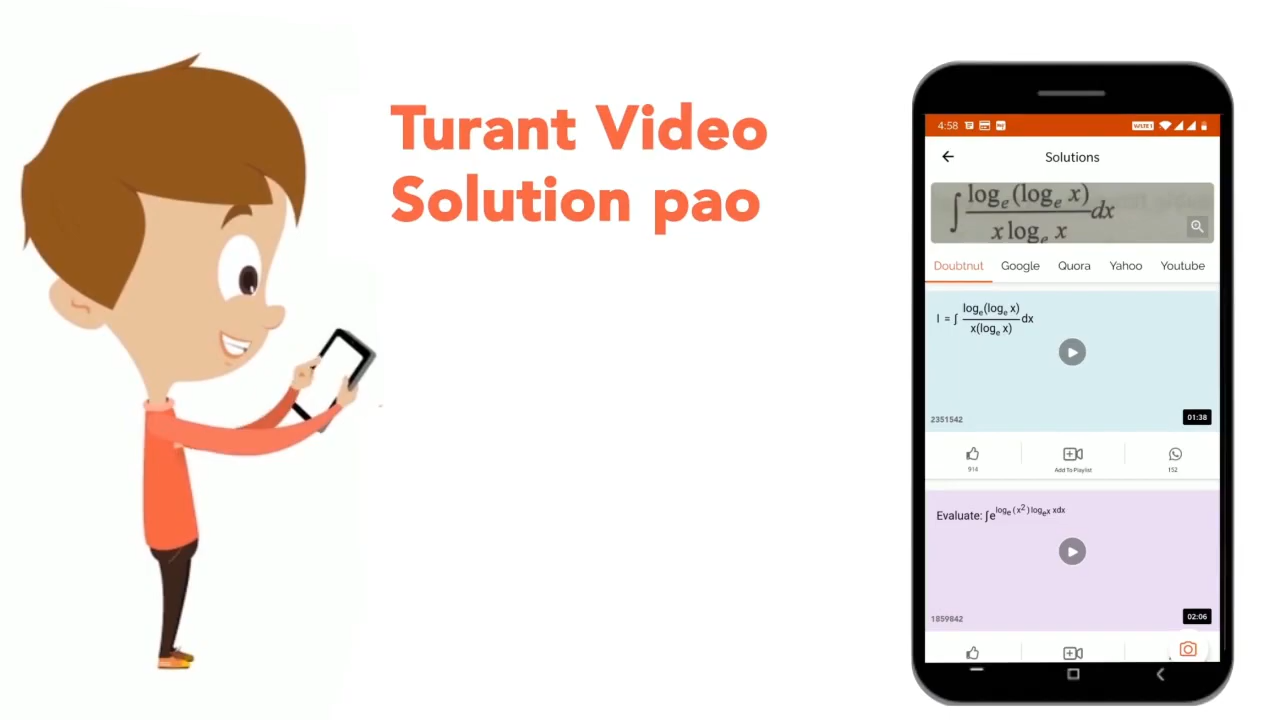 Turant Video
Solution pao
4:58
Solutions
∫ logₑ(logₑ x) / x logₑ x dx
Doubtnut Google Quora Yahoo Youtube
I = ∫ logₑ(logₑ x) / x(logₑ x) dx
2351542 01:38
914 Add To Playlist 152
Evaluate: ∫e^logₑ(x²)logₑx xdx
1859842 02:06